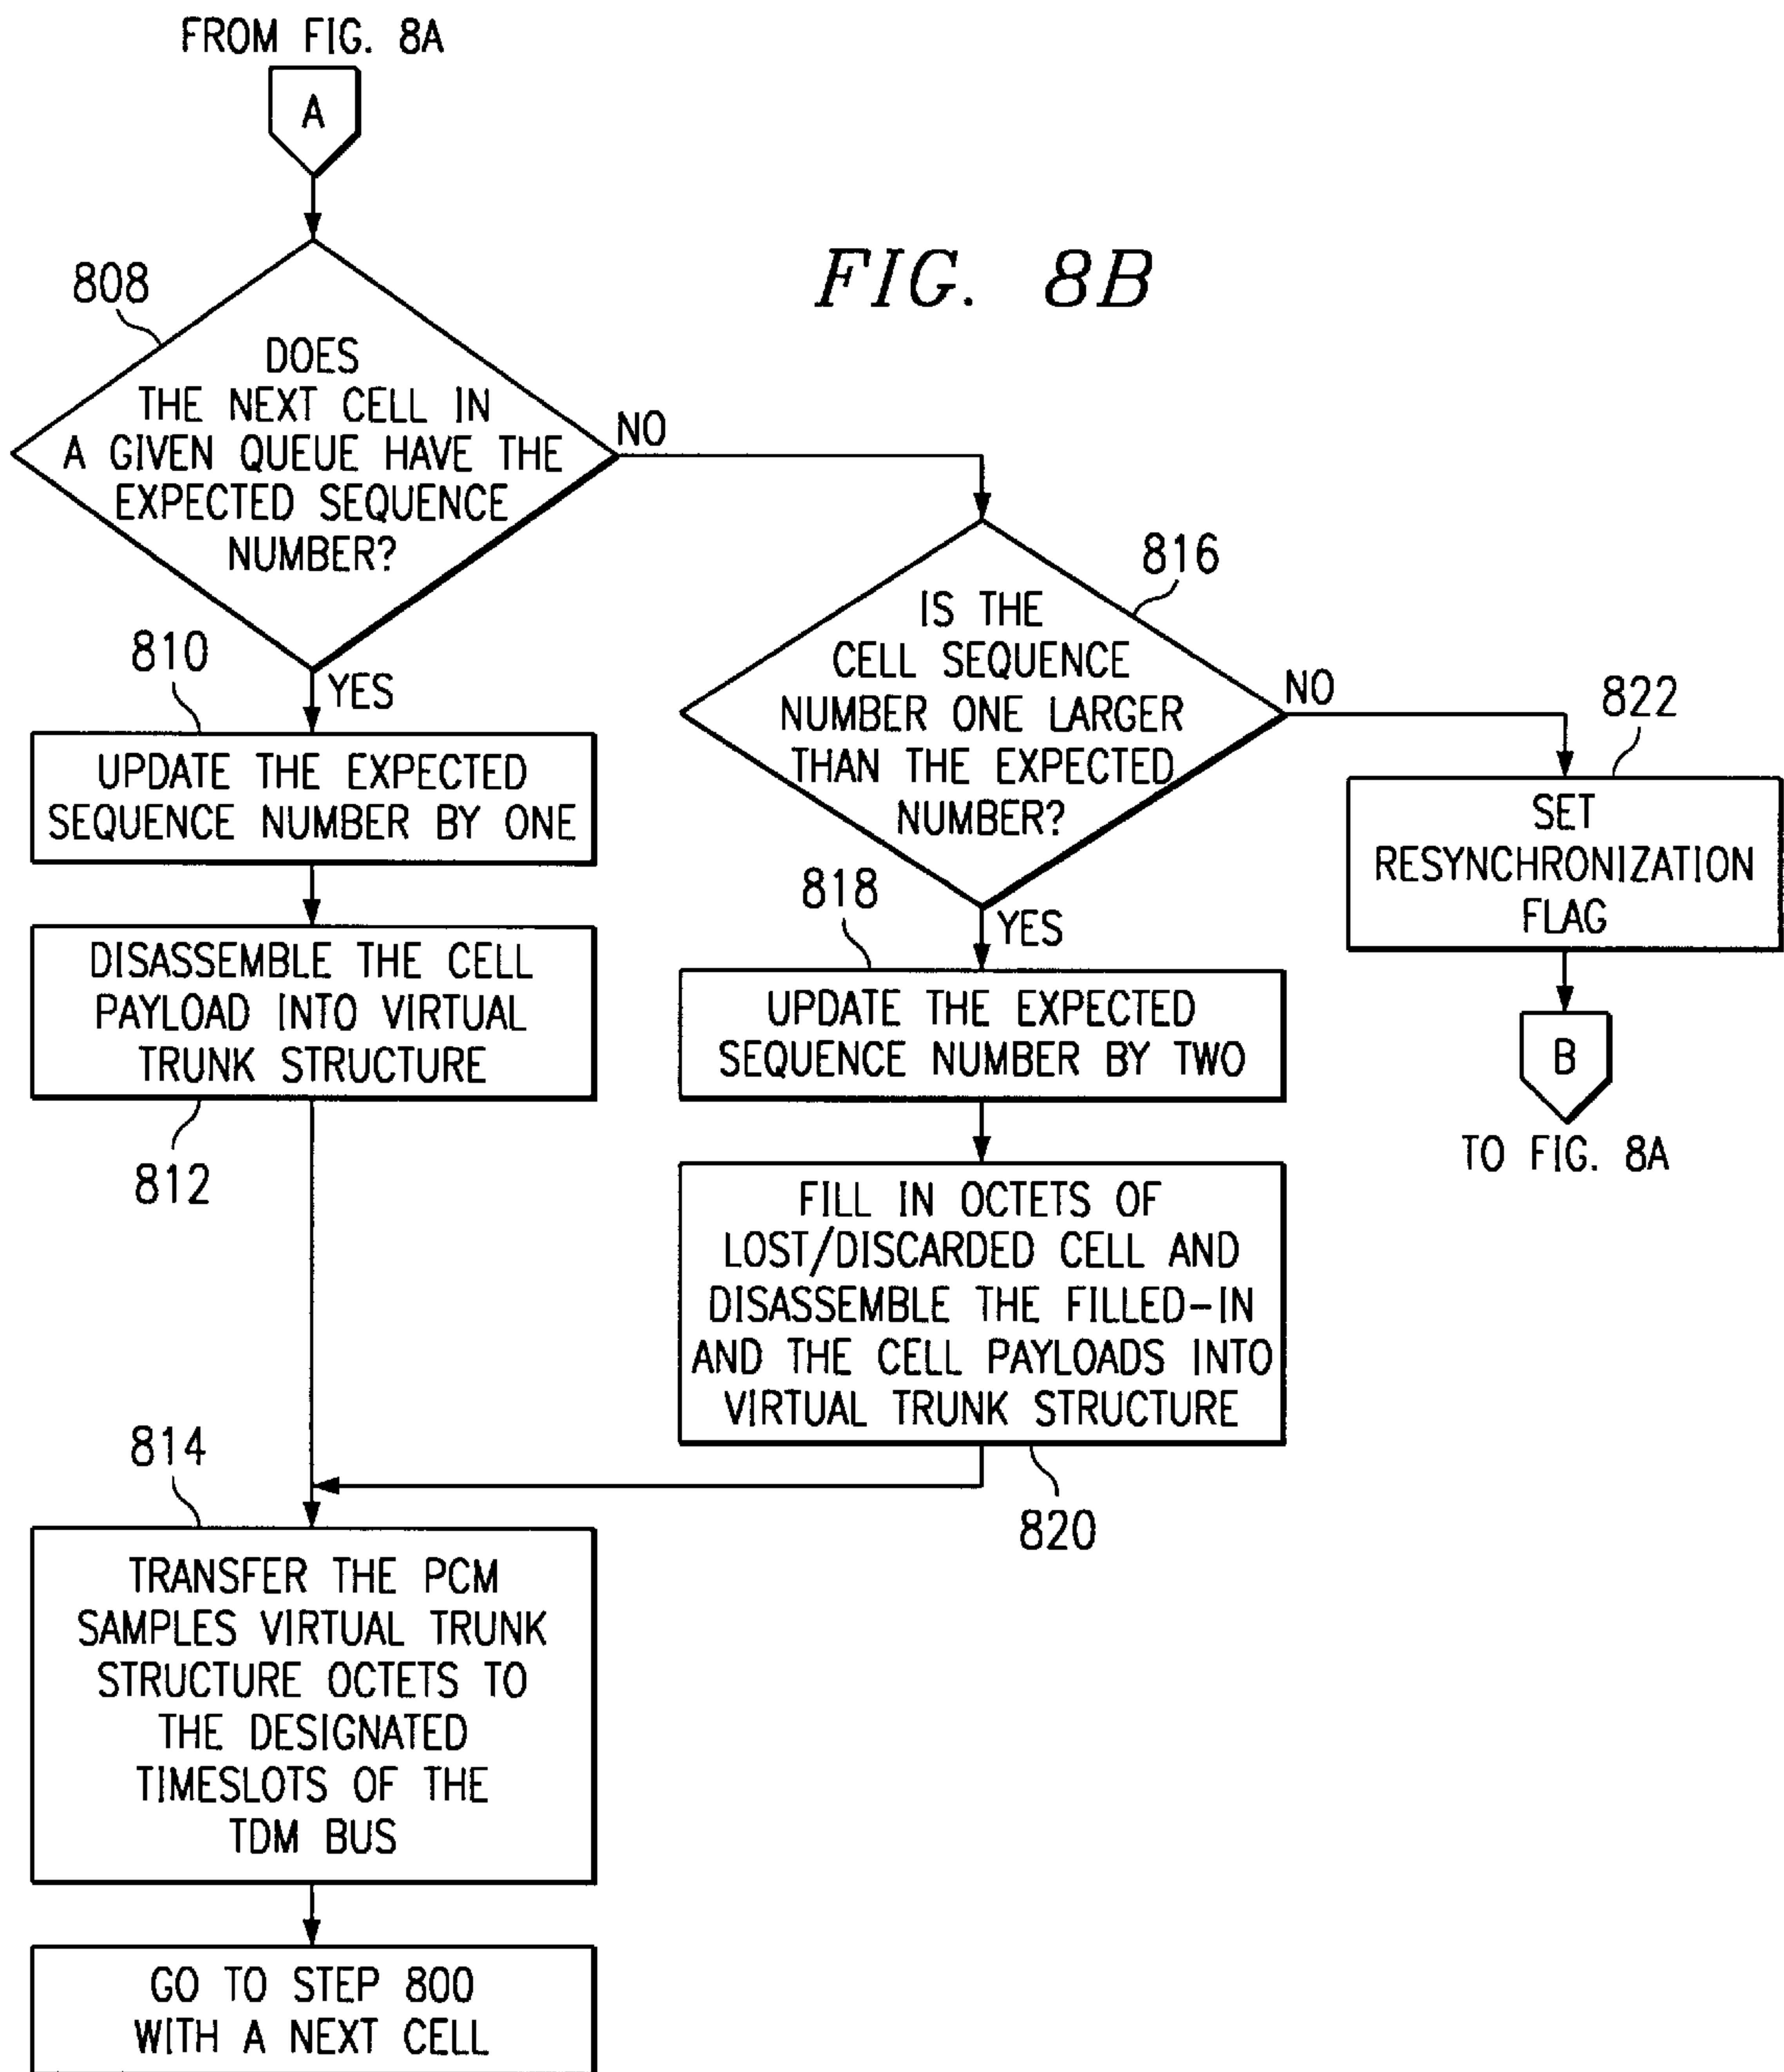 FROM FIG. 8A
A
FIG. 8B
808
DOES
THE NEXT CELL IN
A GIVEN QUEUE HAVE THE
EXPECTED SEQUENCE
NUMBER?
NO
YES
810
UPDATE THE EXPECTED
SEQUENCE NUMBER BY ONE
DISASSEMBLE THE CELL
PAYLOAD INTO VIRTUAL
TRUNK STRUCTURE
812
816
IS THE
CELL SEQUENCE
NUMBER ONE LARGER
THAN THE EXPECTED
NUMBER?
NO
YES
822
SET
RESYNCHRONIZATION
FLAG
B
TO FIG. 8A
818
UPDATE THE EXPECTED
SEQUENCE NUMBER BY TWO
FILL IN OCTETS OF
LOST/DISCARDED CELL AND
DISASSEMBLE THE FILLED-IN
AND THE CELL PAYLOADS INTO
VIRTUAL TRUNK STRUCTURE
820
814
TRANSFER THE PCM
SAMPLES VIRTUAL TRUNK
STRUCTURE OCTETS TO
THE DESIGNATED
TIMESLOTS OF THE
TDM BUS
GO TO STEP 800
WITH A NEXT CELL